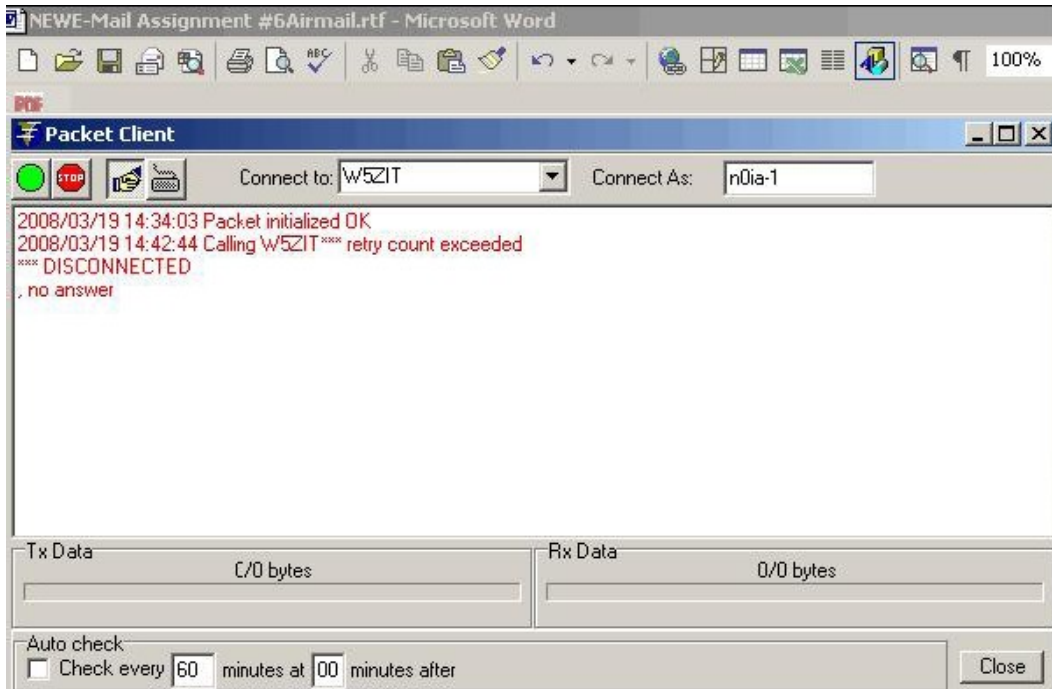 NEWE-Mail Assignment #6Airmail.rtf - Microsoft Word
ABC
100%
PDF
Packet Client
STOP
Connect to: W5ZIT Connect As: n0ia-1
2008/03/19 14:34:03 Packet initialized OK
2008/03/19 14:42:44 Calling W5ZIT*** retry count exceeded
*** DISCONNECTED
, no answer
Tx Data Rx Data
0/0 bytes 0/0 bytes
Auto check
Check every 60 minutes at 00 minutes after
Close